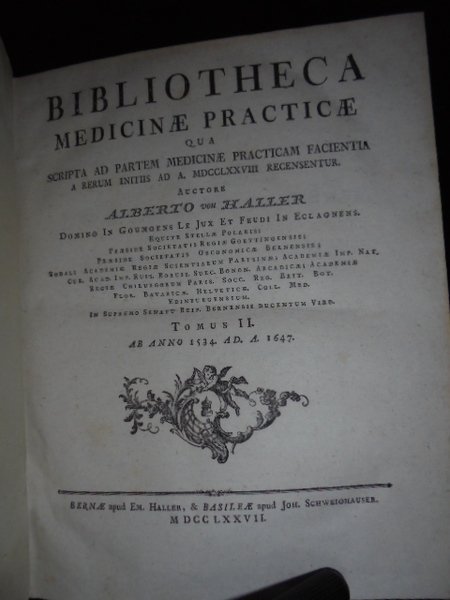 BIBLIOTHECA
MEDICINÆ PRACTICÆ
QUA
SCRIPTA AD PARTEM MEDICINÆ PRACTICAM FACIENTIA
A RERUM INITIIS AD A. MDCCLXXVIII RECENSENTUR.
AUCTORE
ALBERTO von HALLER
DOMINO IN GOUMOENS LE JUX ET FEUDI IN ECLAGNENS.
EQUITE STELLÆ POLARIS;
PRÆSIDE SOCIETATIS REGIÆ GOETTINGENSIS;
PRÆSIDE SOCIETATIS OECONOMICÆ BERNENSIS;
SODALI ACADEMIÆ REGIÆ SCIENTIARUM PARISIENS; ACADEMIÆ IMP. NAT.
CUR. ACAD. IMP. RUSS. BORUSS. SUEC. BONON. ARCADICÆ; ACADEMIÆ
REGIÆ CHIRURGORUM PARIS. SOCC. REG. BRIT. BOT.
FLOR. BAVARICÆ. HELVETICÆ. COLL. MED.
EDINBURGENSIUM.
IN SUPREMO SENATU REIP. BERNENSIS DUCENTUM VIRO.
TOMUS II.
AB ANNO 1534. AD. A. 1647.
BERNÆ apud EM. HALLER, & BASILEÆ apud JOH. SCHWEIGHAUSER.
MDCCLXXVII.